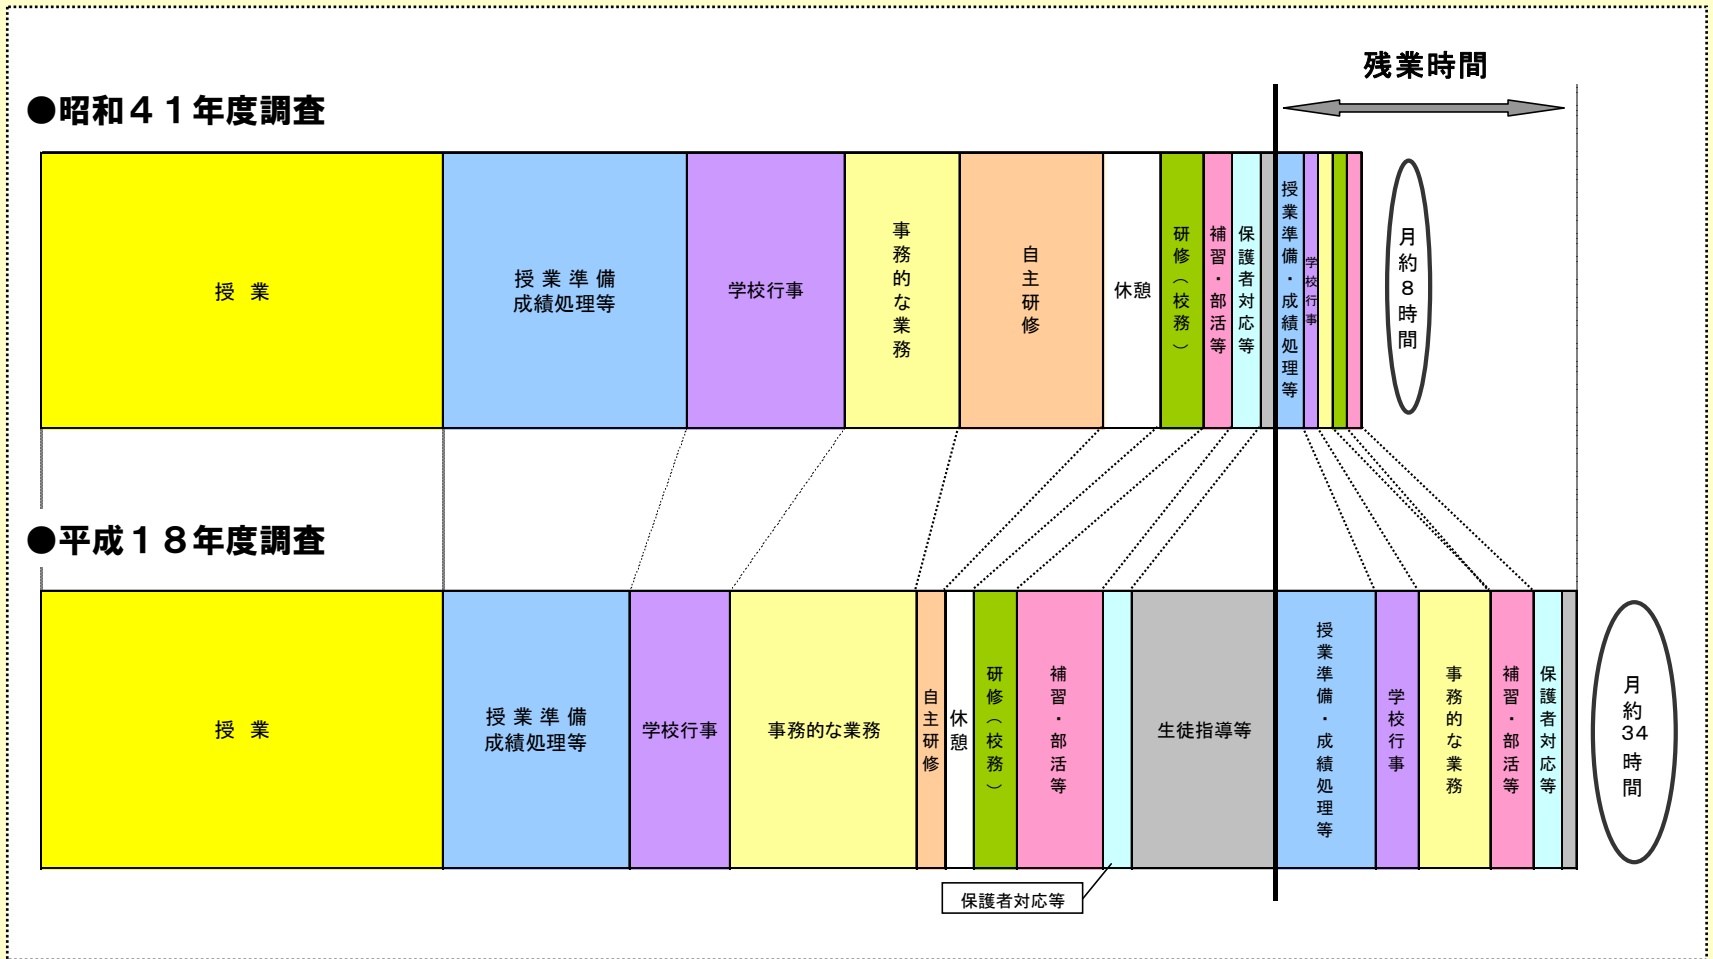 残業時間
●昭和４１年度調査
授 業
授 業 準 備
成績処理等
学校行事
事務的な業務
自主研修
休憩
研修（校務）
補習・部活等
保護者対応等
授業準備・成績処理等
学校行事
月約８時間
●平成１８年度調査
授 業
授 業 準 備
成績処理等
学校行事
事務的な業務
自主研修
休憩
研修（校務）
補習・部活等
保護者対応等
生徒指導等
授業準備・成績処理等
学校行事
事務的な業務
補習・部活等
保護者対応等
月約34時間